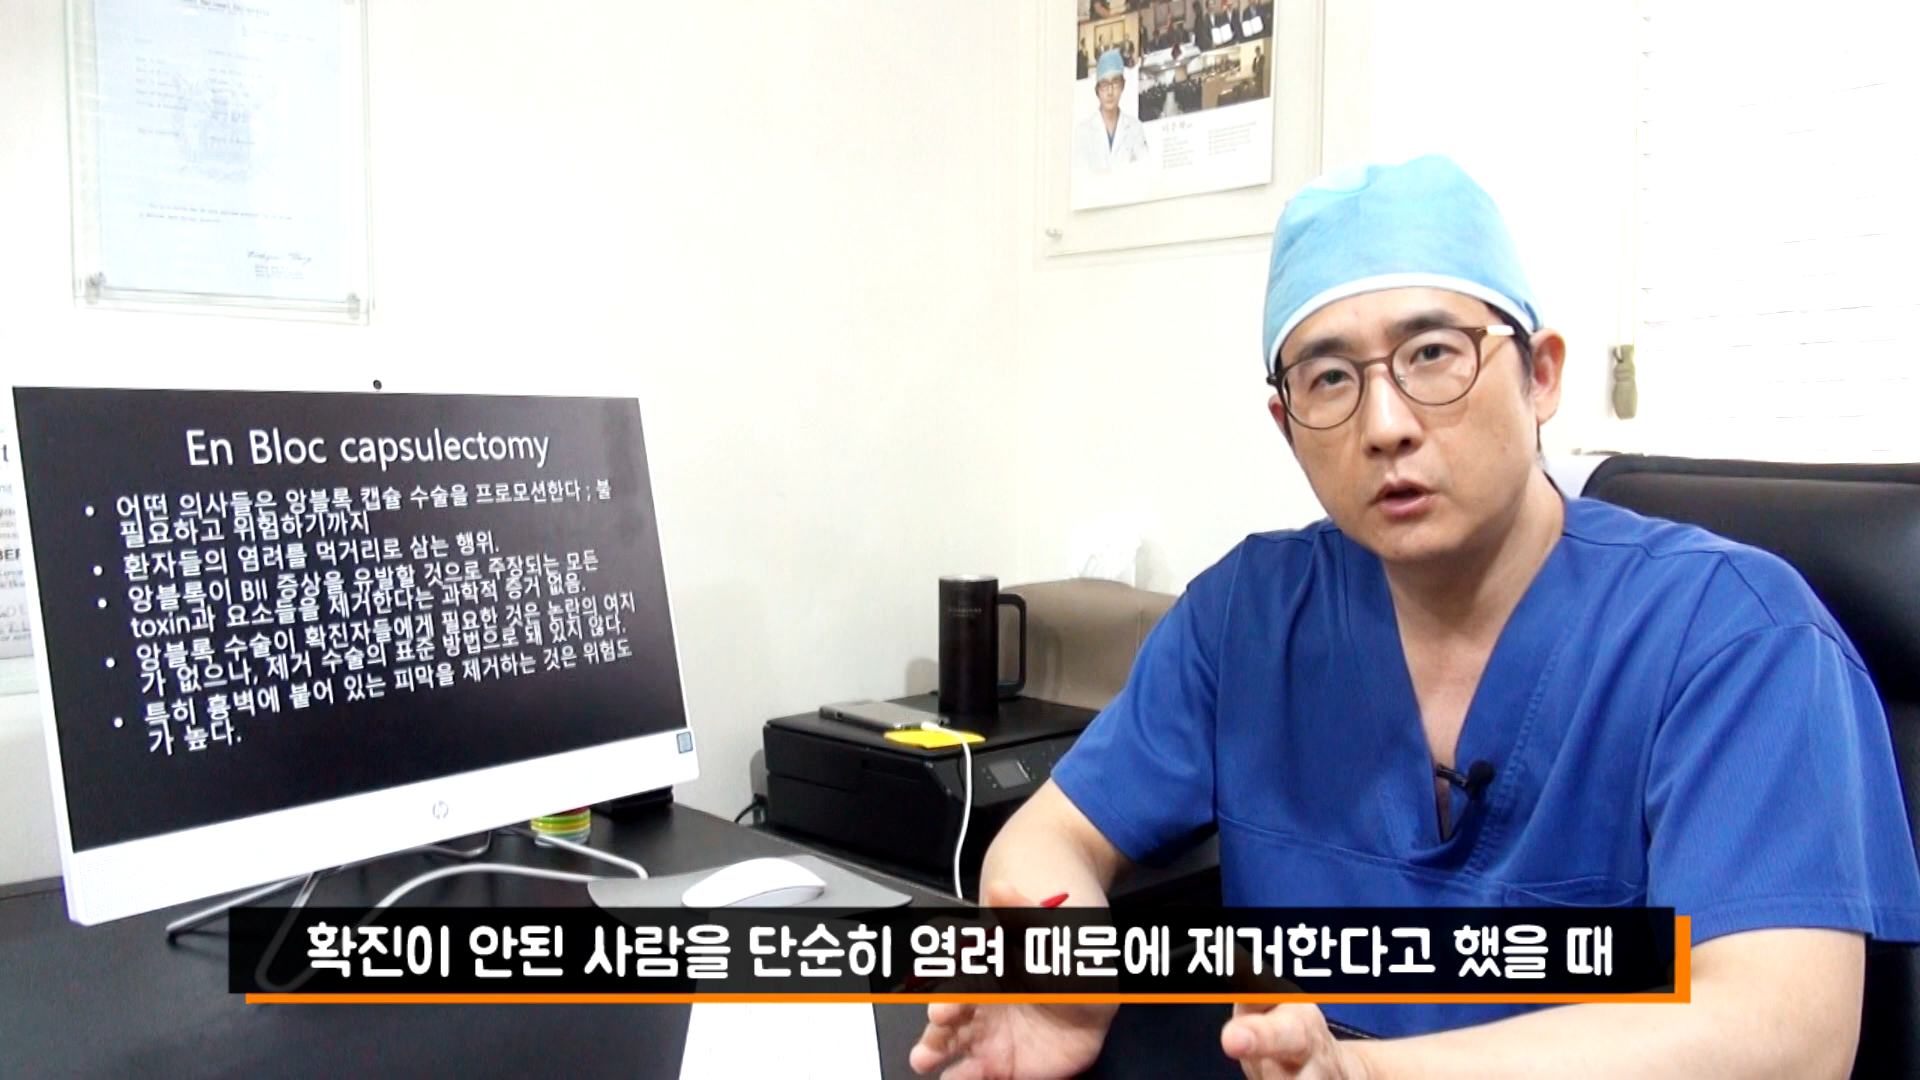 En Bloc capsulectomy
• 어떤 의사들은 앙블록 캡슐 수술을 프로모션한다 ; 불
필요하고 위험하기까지
• 환자들의 염려를 먹거리로 삼는 행위.
• 앙블록이 BII 증상을 유발할 것으로 주장되는 모든
toxin과 요소들을 제거한다는 과학적 증거 없음.
• 앙블록 수술이 확진자들에게 필요한 것은 논란의 여지
가 없으나, 제거 수술의 표준 방법으로 돼 있지 않다.
• 특히 흉벽에 붙어 있는 피막을 제거하는 것은 위험도
가 높다.
hp
확진이 안된 사람을 단순히 염려 때문에 제거한다고 했을 때